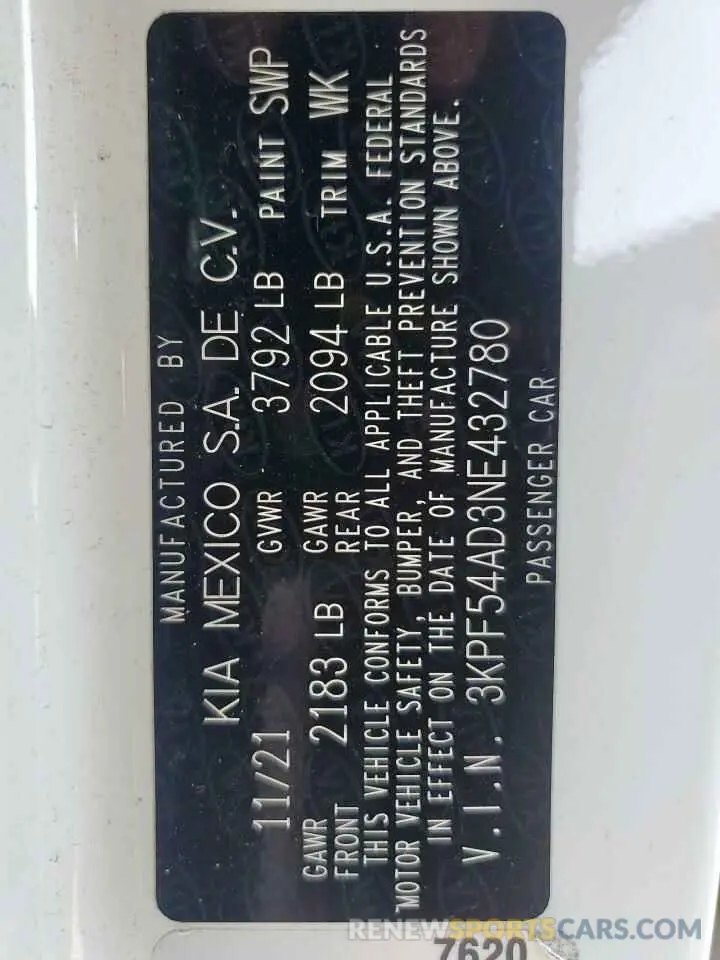 MANUFACTURED BY
KIA MEXICO S.A. DE C.V.
11/21 GVWR 3792 LB PAINT SWP
GAWR FRONT 2183 LB GAWR REAR 2094 LB TRIM WK
THIS VEHICLE CONFORMS TO ALL APPLICABLE U.S.A. FEDERAL
MOTOR VEHICLE SAFETY, BUMPER, AND THEFT PREVENTION STANDARDS
IN EFFECT ON THE DATE OF MANUFACTURE SHOWN ABOVE.
V.I.N. 3KPF54AD3NE432780
PASSENGER CAR
7620
RENEWSPORTSCARS.COM